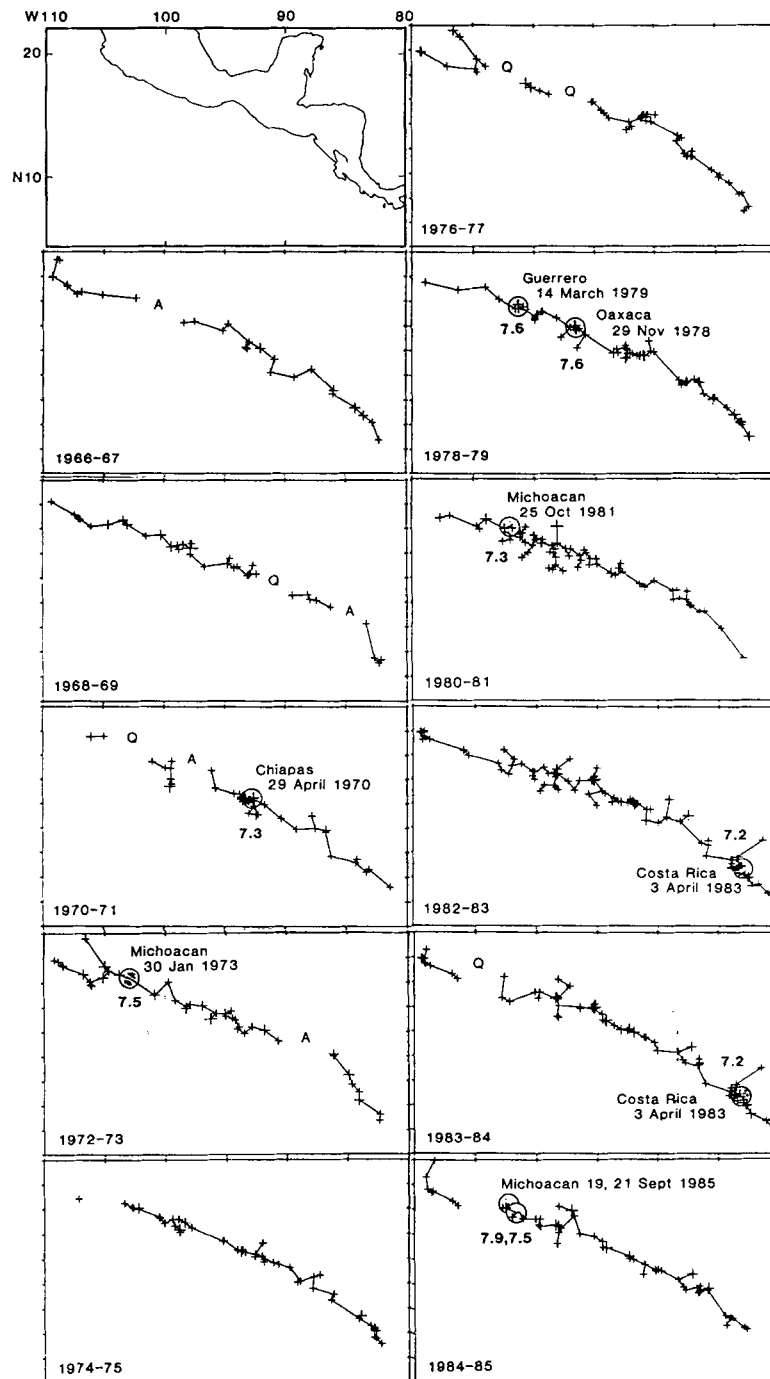 W110 100 90 80
20
N10
Q
Q
1976-77
A
1966-67
Guerrero
14 March 1979
Oaxaca
29 Nov 1978
7.6
7.6
1978-79
Q
A
1968-69
Michoacan
25 Oct 1981
7.3
1980-81
Q
A
Chiapas
29 April 1970
7.3
1970-71
7.2
Costa Rica
3 April 1983
1982-83
Michoacan
30 Jan 1973
7.5
A
1972-73
Q
7.2
Costa Rica
3 April 1983
1983-84
1974-75
Michoacan 19, 21 Sept 1985
7.9,7.5
1984-85